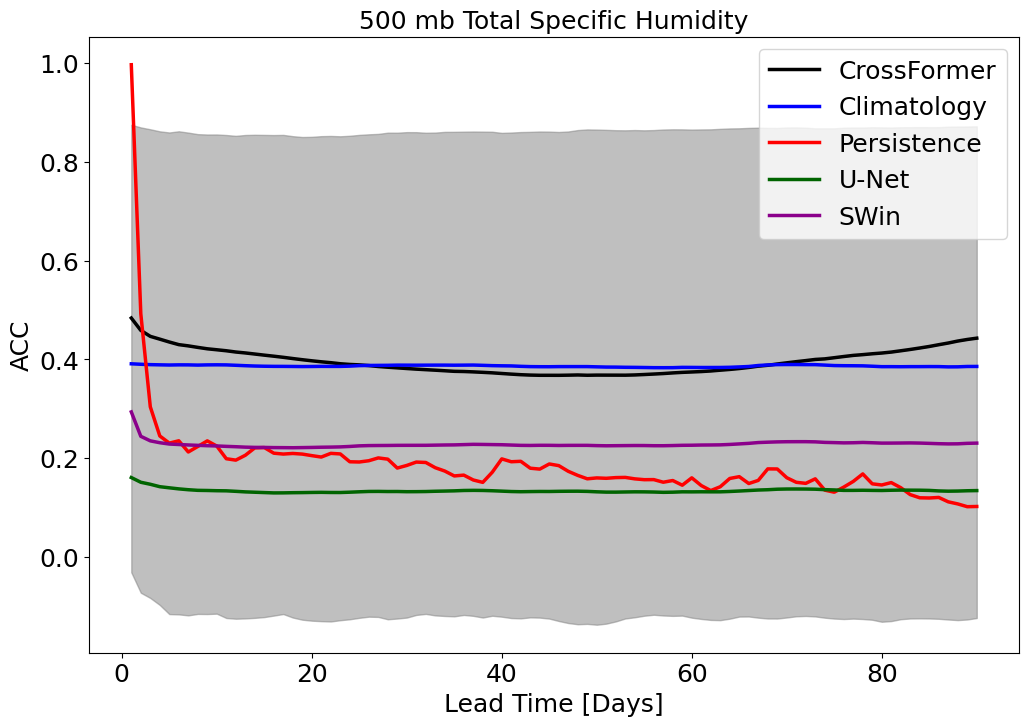 500 mb Total Specific Humidity
CrossFormer
Climatology
Persistence
U-Net
SWin
ACC
1.0
0.8
0.6
0.4
0.2
0.0
0 20 40 60 80
Lead Time [Days]